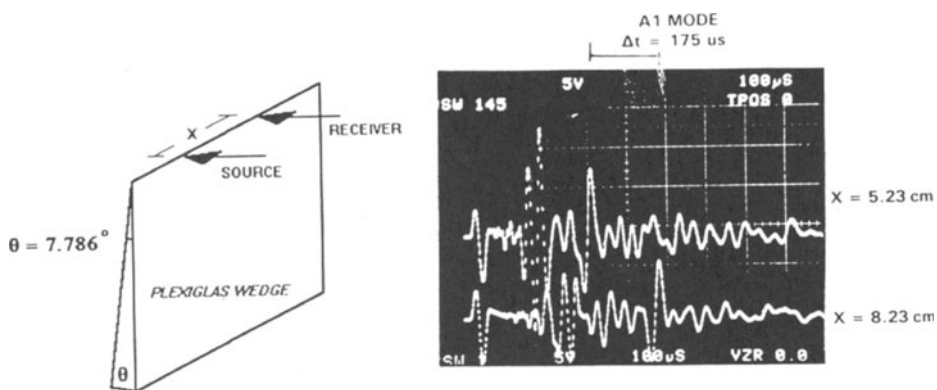 A1 MODE
Δt = 175 us
5V 100µS
SW 145 TPOS 0
RECEIVER
X
SOURCE
X = 5.23 cm
θ = 7.786°
PLEXIGLAS WEDGE
X = 8.23 cm
θ
5V 100µS VZR 0.0